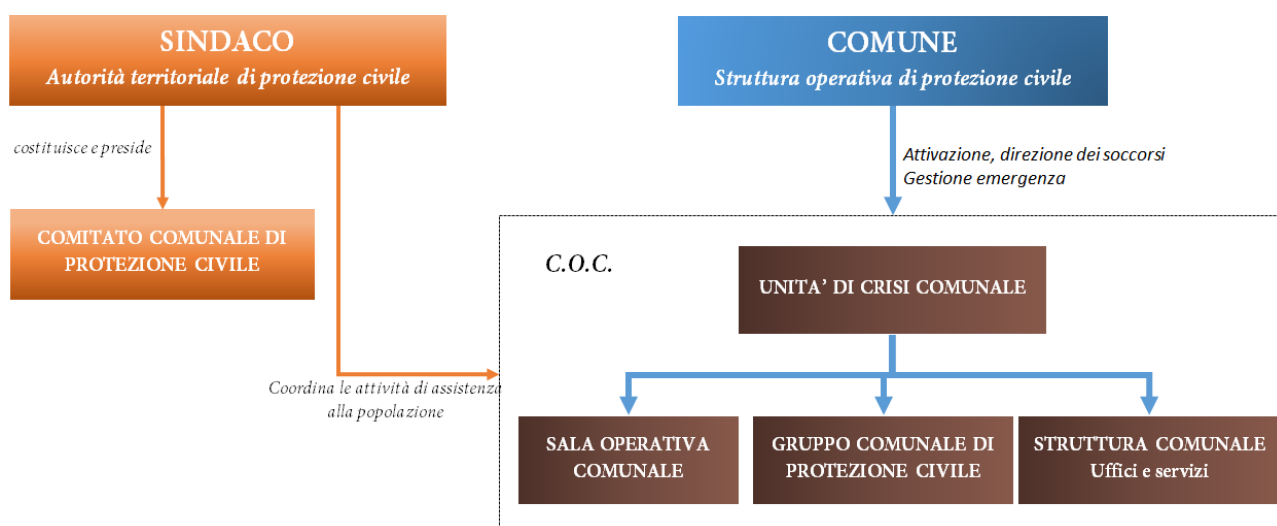 SINDACO
Autorità territoriale di protezione civile
COMUNE
Struttura operativa di protezione civile
costituisce e preside
Attivazione, direzione dei soccorsi
Gestione emergenza
COMITATO COMUNALE DI
PROTEZIONE CIVILE
C.O.C.
UNITA’ DI CRISI COMUNALE
Coordina le attività di assistenza
alla popolazione
SALA OPERATIVA
COMUNALE
GRUPPO COMUNALE DI
PROTEZIONE CIVILE
STRUTTURA COMUNALE
Uffici e servizi